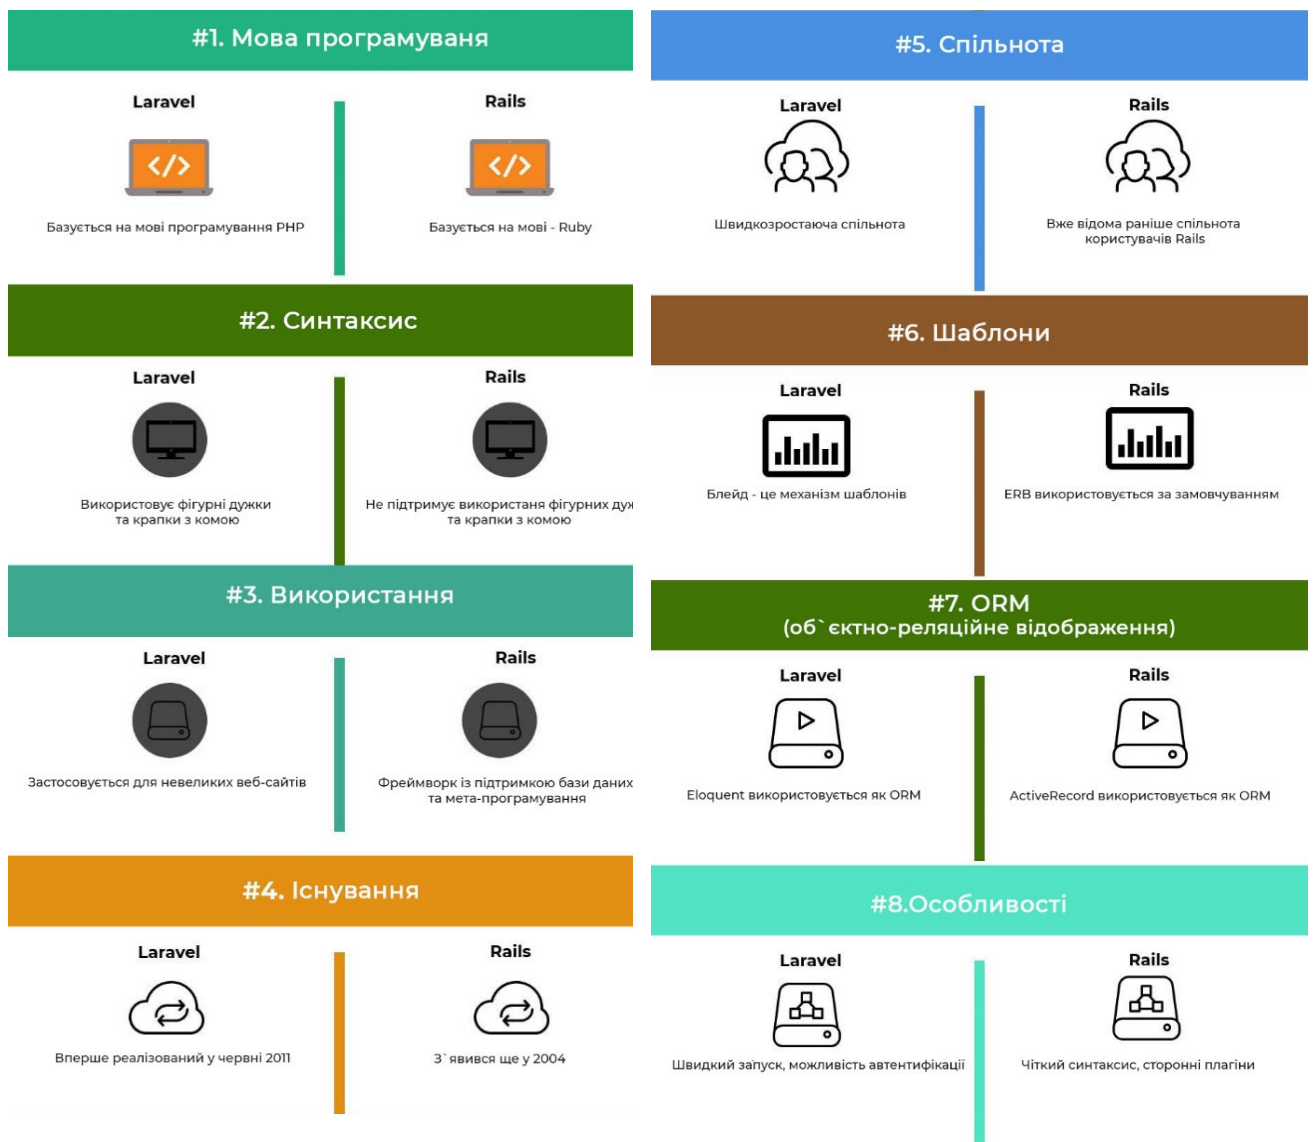 #1. Мова програмуваня
Laravel
Rails
</>
</>
Базується на мові програмування PHP
Базується на мові - Ruby
#2. Синтаксис
Laravel
Rails
Використовує фігурні дужки
та крапки з комою
Не підтримує використаня фігурних дуж
та крапки з комою
#3. Використання
Laravel
Rails
Застосовується для невеликих веб-сайтів
Фреймворк із підтримкою бази даних
та мета-програмування
#4. Існування
Laravel
Rails
Вперше реалізований у червні 2011
З`явився ще у 2004
#5. Спільнота
Laravel
Rails
Швидкозростаюча спільнота
Вже відома раніше спільнота
користувачів Rails
#6. Шаблони
Laravel
Rails
Блейд - це механізм шаблонів
ERB використовується за замовчуванням
#7. ORM
(об`єктно-реляційне відображення)
Laravel
Rails
Eloquent використовується як ORM
ActiveRecord використовується як ORM
#8.Особливості
Laravel
Rails
Швидкий запуск, можливість автентифікації
Чіткий синтаксис, сторонні плагіни